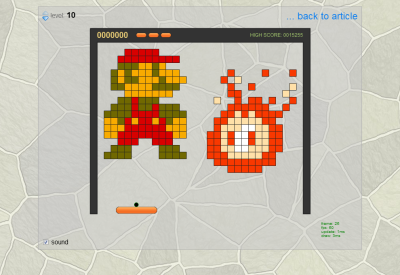 level: 10
... back to article
0000000
HIGH SCORE: 0015255
sound